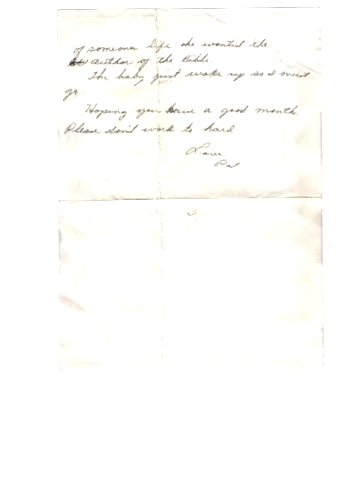 of someones life she wanted the
author of the Bible.
The baby just woke up so I must
go.
Hoping you have a good month
Please don't work to hard
Love
Pat